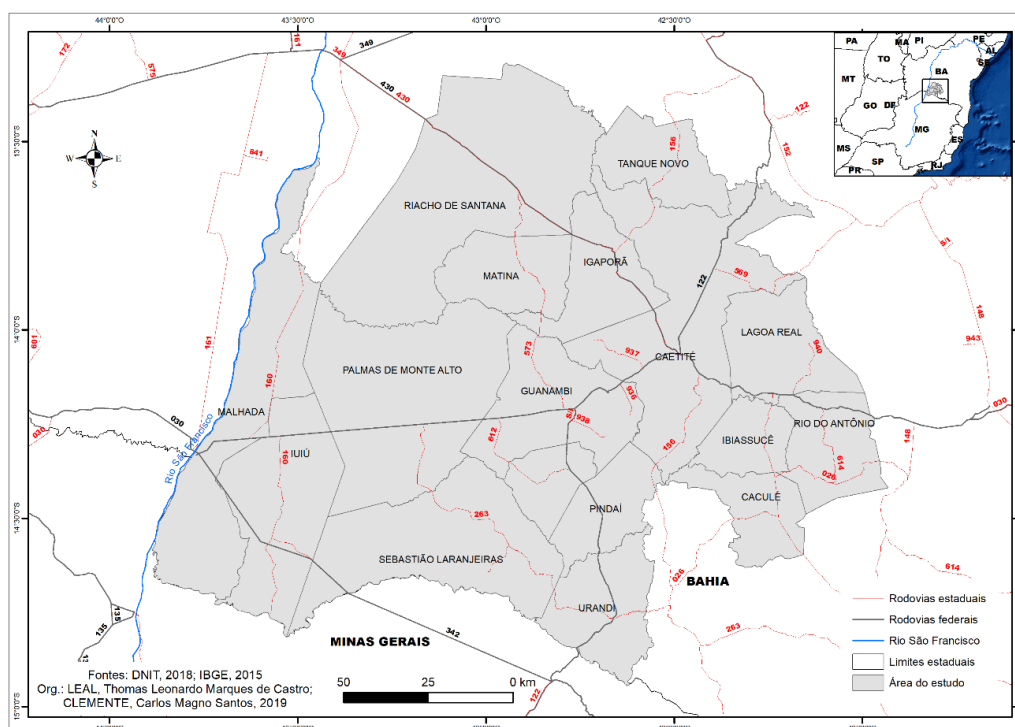 44°0'0"O
43°30'0"O
43°0'0"O
42°30'0"O
13°30'0"S
14°0'0"S
14°30'0"S
15°0'0"S
N
W
E
S
172
575
161
349
349
430
430
122
152
156
841
PA
MA
PI
PE
AL
SE
TO
BA
MT
GO
DF
MG
ES
MS
SP
RJ
PR
TANQUE NOVO
RIACHO DE SANTANA
IGAPORÃ
MATINA
122
569
S/I
148
943
601
161
573
937
940
LAGOA REAL
CAETITÉ
PALMAS DE MONTE ALTO
160
GUANAMBI
936
S/I
938
MALHADA
030
030
030
Rio São Francisco
612
156
IBIASSUCÊ
RIO DO ANTÔNIO
148
614
026
IUIÚ
160
CACULÉ
263
PINDAÍ
SEBASTIÃO LARANJEIRAS
026
BAHIA
614
URANDI
263
135
135
MINAS GERAIS
342
122
Rodovias estaduais
Rodovias federais
Rio São Francisco
Limites estaduais
Área do estudo
Fontes: DNIT, 2018; IBGE, 2015
Org.: LEAL, Thomas Leonardo Marques de Castro;
CLEMENTE, Carlos Magno Santos, 2019
50
25
0 km